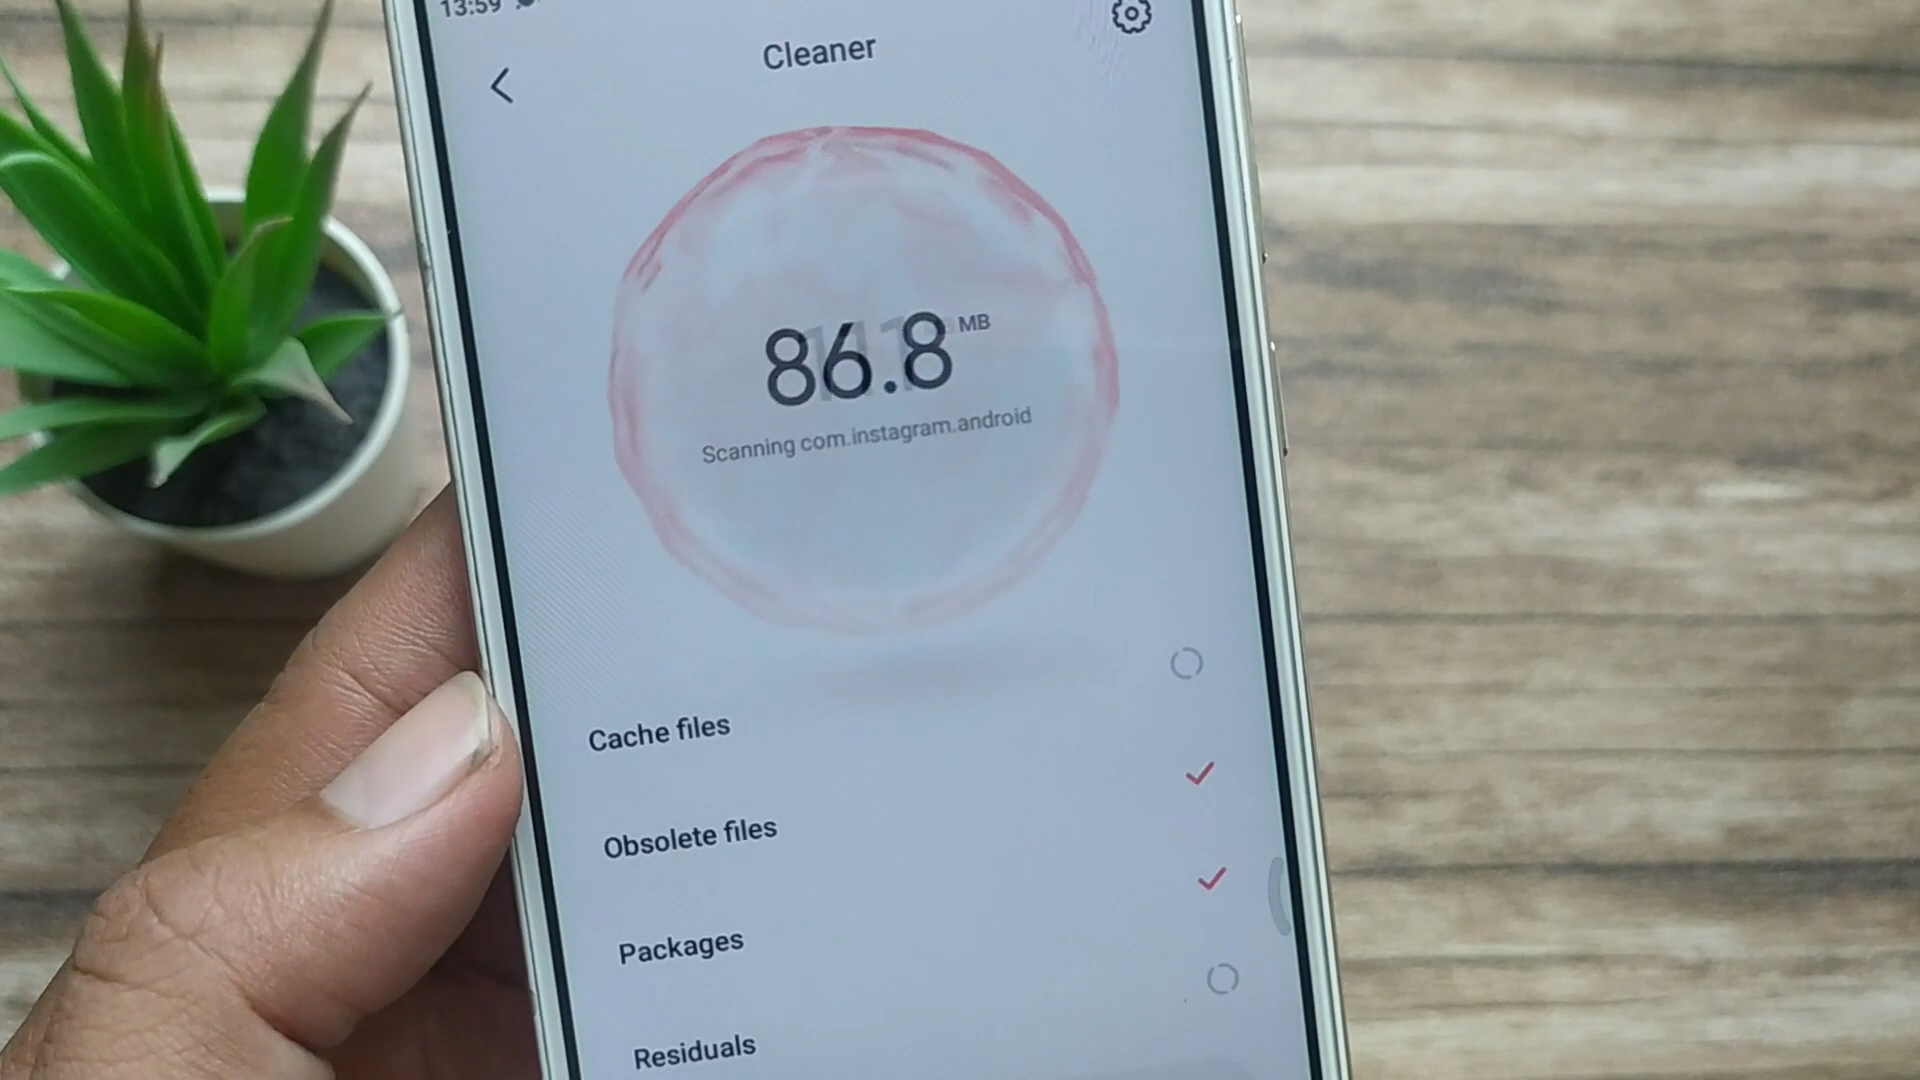 13:59
Cleaner
86.8 MB
Scanning com.instagram.android
Cache files
Obsolete files
Packages
Residuals